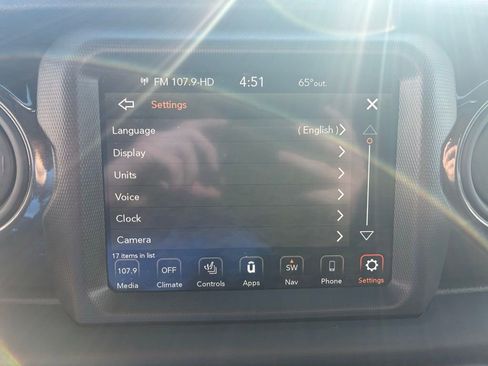 FM 107.9-HD 4:51 65°out.
Settings
Language (English)
Display
Units
Voice
Clock
Camera
17 items in list
107.9 OFF SW
Media Climate Controls Apps Nav Phone Settings